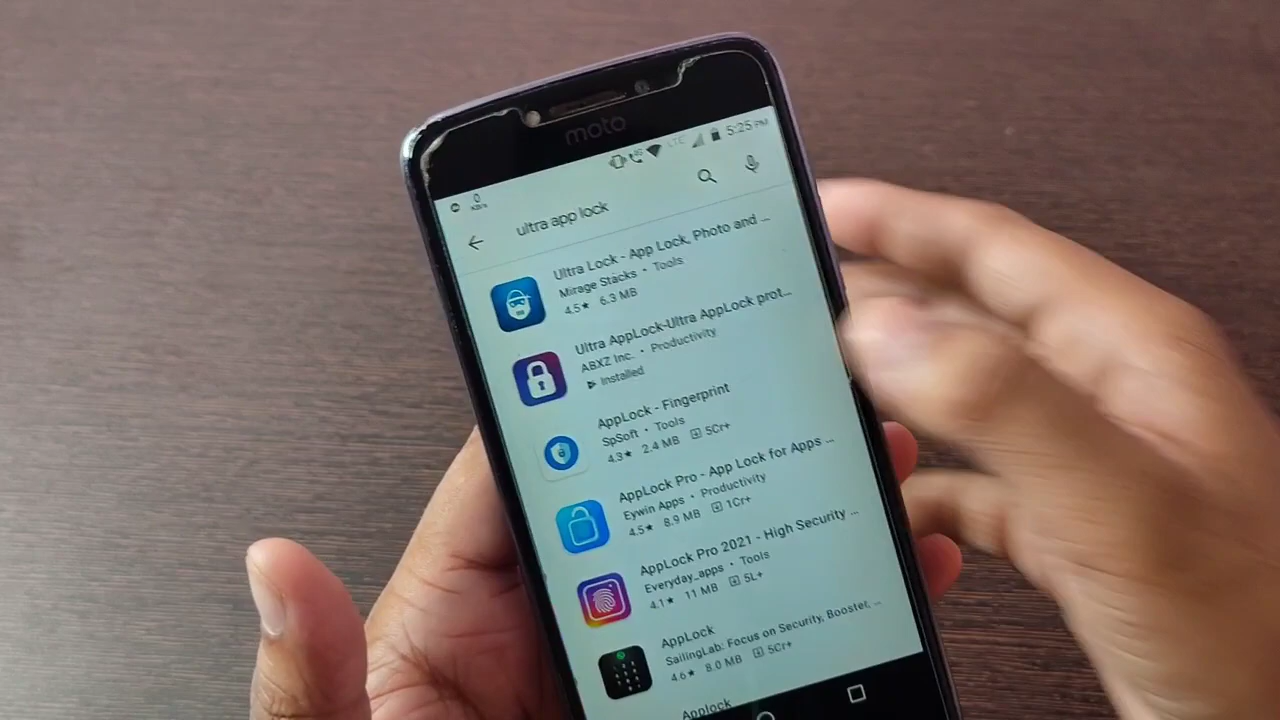 moto
LTE 5:25 PM
0
KB/s
ultra app lock
Ultra Lock - App Lock, Photo and ...
Mirage Stacks • Tools
4.5★ 6.3 MB
Ultra AppLock-Ultra AppLock prot...
ABXZ Inc. • Productivity
Installed
AppLock - Fingerprint
SpSoft • Tools
4.3★ 2.4 MB 5Cr+
AppLock Pro - App Lock for Apps ...
Eywin Apps • Productivity
4.5★ 8.9 MB 1Cr+
AppLock Pro 2021 - High Security ...
Everyday_apps • Tools
4.1★ 11 MB 5L+
AppLock
SailingLab: Focus on Security, Booster, ...
4.6★ 8.0 MB 5Cr+
Applock